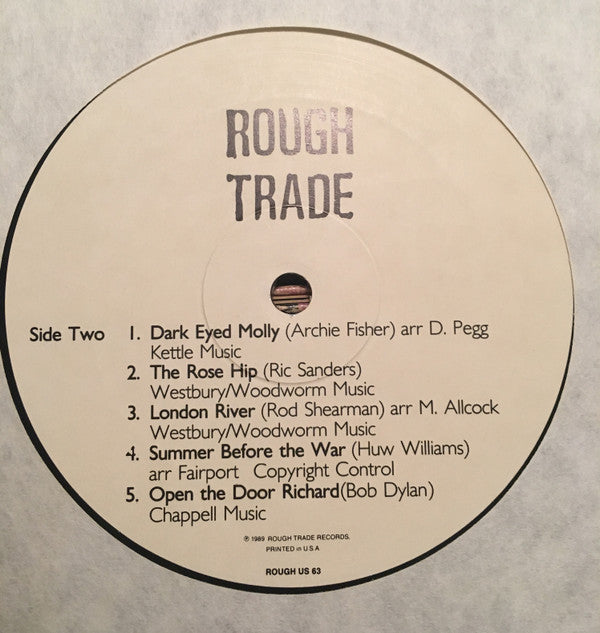 ROUGH
TRADE
Side Two 1. Dark Eyed Molly (Archie Fisher) arr D. Pegg
Kettle Music
2. The Rose Hip (Ric Sanders)
Westbury/Woodworm Music
3. London River (Rod Shearman) arr M. Allcock
Westbury/Woodworm Music
4. Summer Before the War (Huw Williams)
arr Fairport Copyright Control
5. Open the Door Richard(Bob Dylan)
Chappell Music
℗ 1989 ROUGH TRADE RECORDS.
PRINTED in U S A
ROUGH US 63